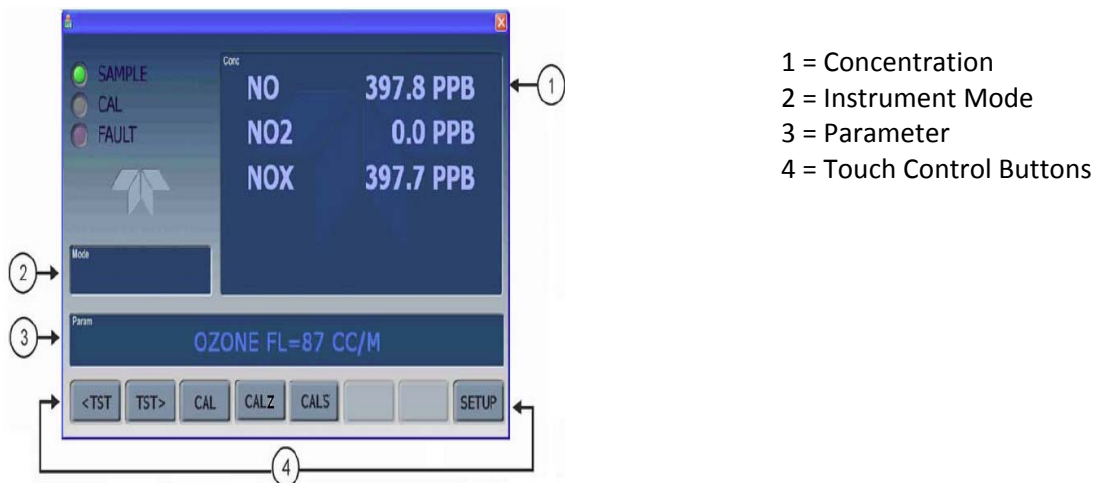 SAMPLE
CAL
FAULT
Conc
NO 397.8 PPB
NO2 0.0 PPB
NOX 397.7 PPB
1
Mode
2
Param
OZONE FL=87 CC/M
3
<TST TST> CAL CALZ CALS SETUP
4
1 = Concentration
2 = Instrument Mode
3 = Parameter
4 = Touch Control Buttons